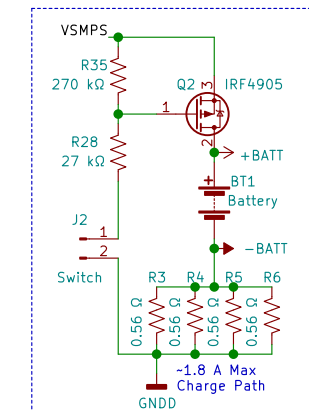 VSMPS
R35
270 kΩ
Q2
IRF4905
3
1
2
R28
27 kΩ
+BATT
+
BT1
Battery
J2
1
2
Switch
−BATT
R3
R4
R5
R6
0.56 Ω
0.56 Ω
0.56 Ω
0.56 Ω
~1.8 A Max
Charge Path
GNDD